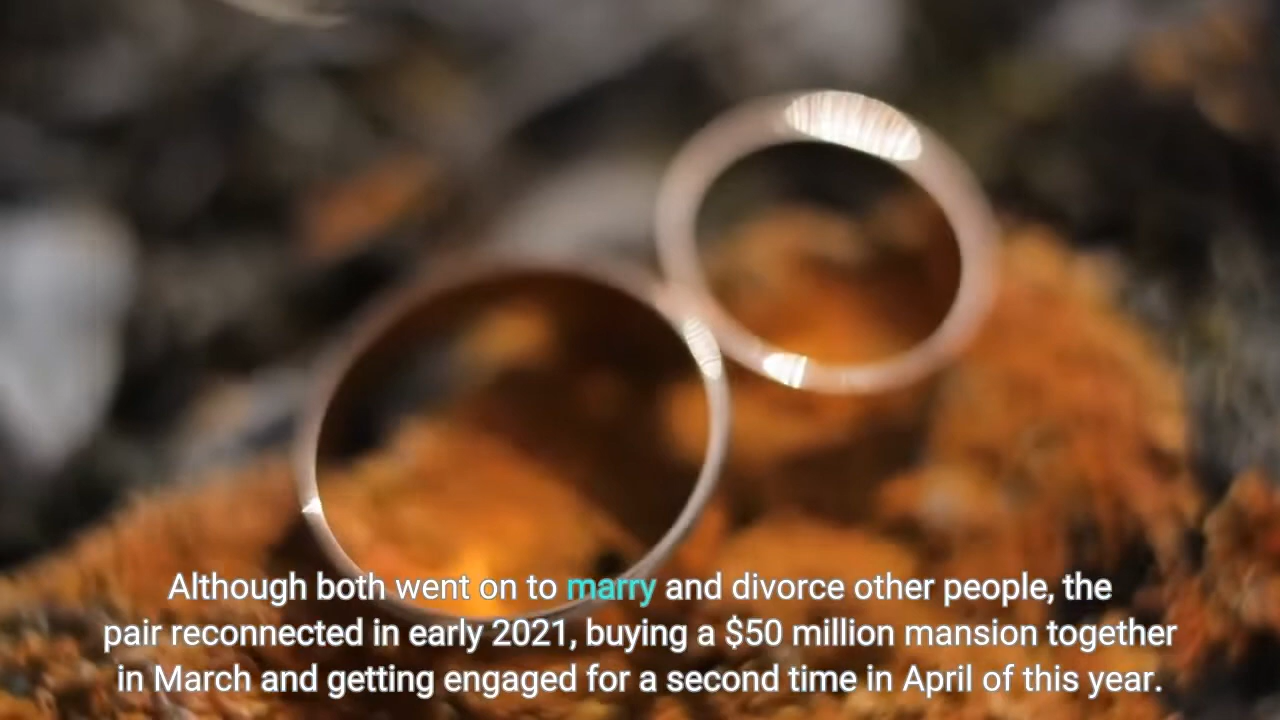 Although both went on to marry and divorce other people, the
pair reconnected in early 2021, buying a $50 million mansion together
in March and getting engaged for a second time in April of this year.